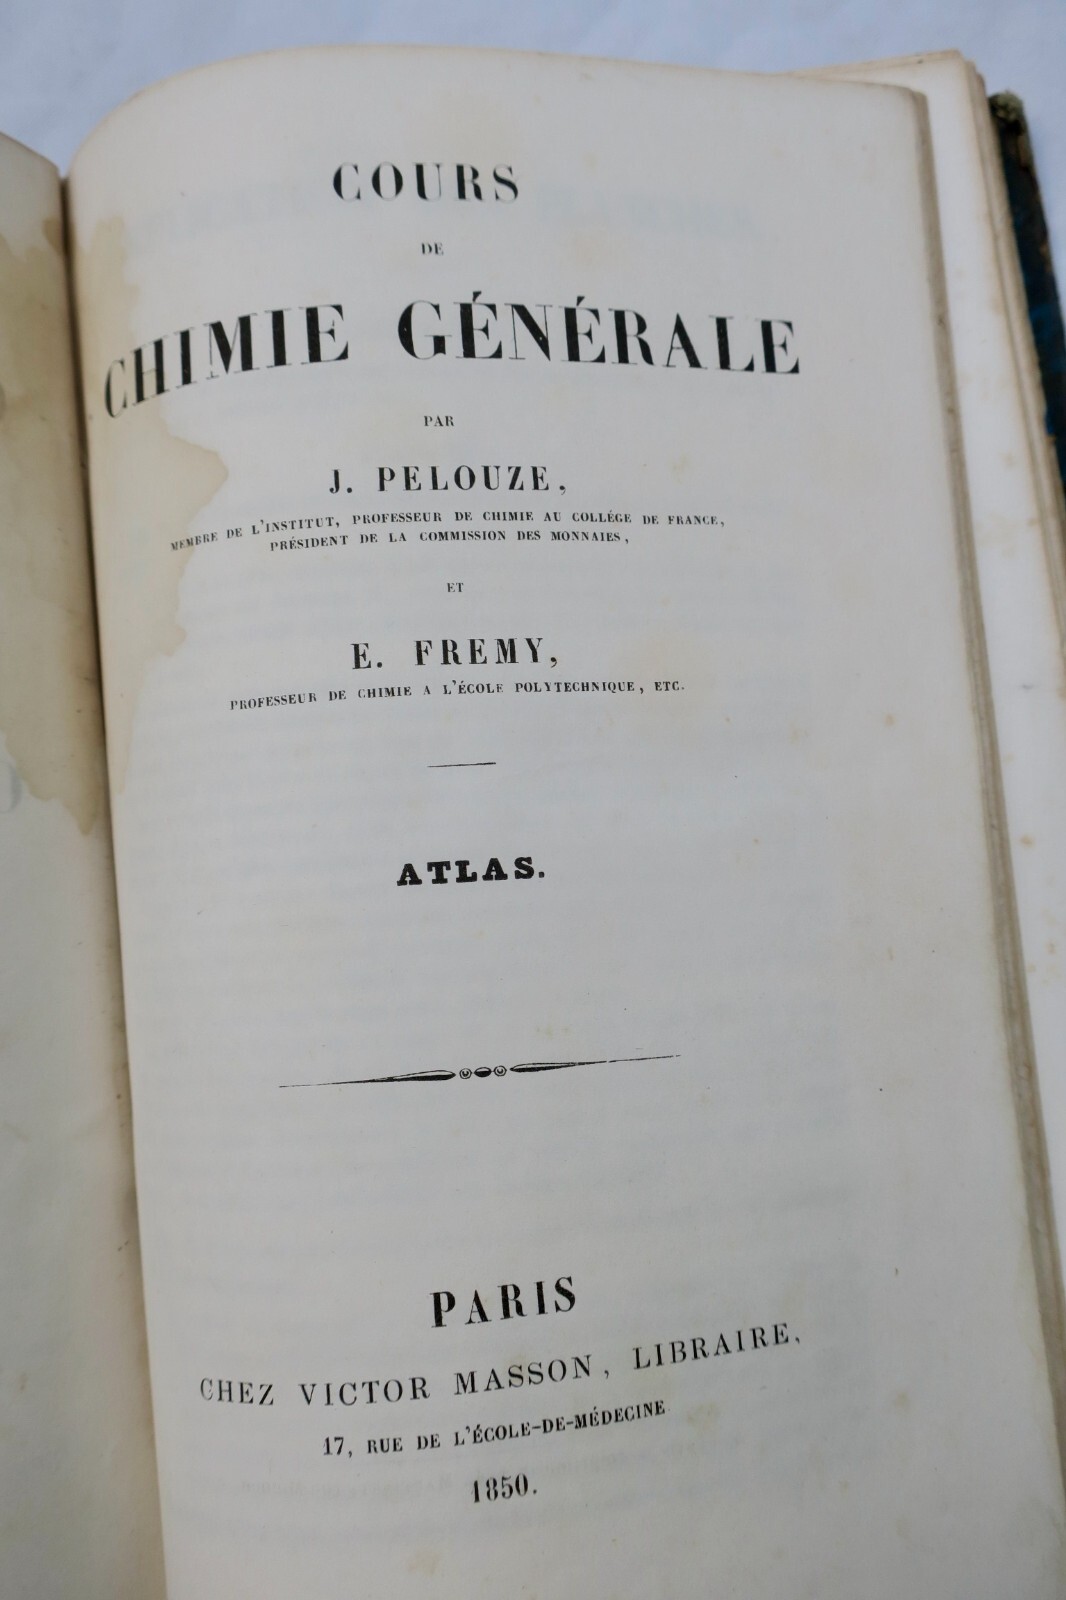 COURS
DE
CHIMIE GÉNÉRALE
PAR
J. PELOUZE,
MEMBRE DE L'INSTITUT, PROFESSEUR DE CHIMIE AU COLLÉGE DE FRANCE,
PRÉSIDENT DE LA COMMISSION DES MONNAIES,
ET
E. FREMY,
PROFESSEUR DE CHIMIE A L'ÉCOLE POLYTECHNIQUE, ETC.
ATLAS.
PARIS
CHEZ VICTOR MASSON, LIBRAIRE,
17, RUE DE L'ÉCOLE-DE-MÉDECINE
1850.